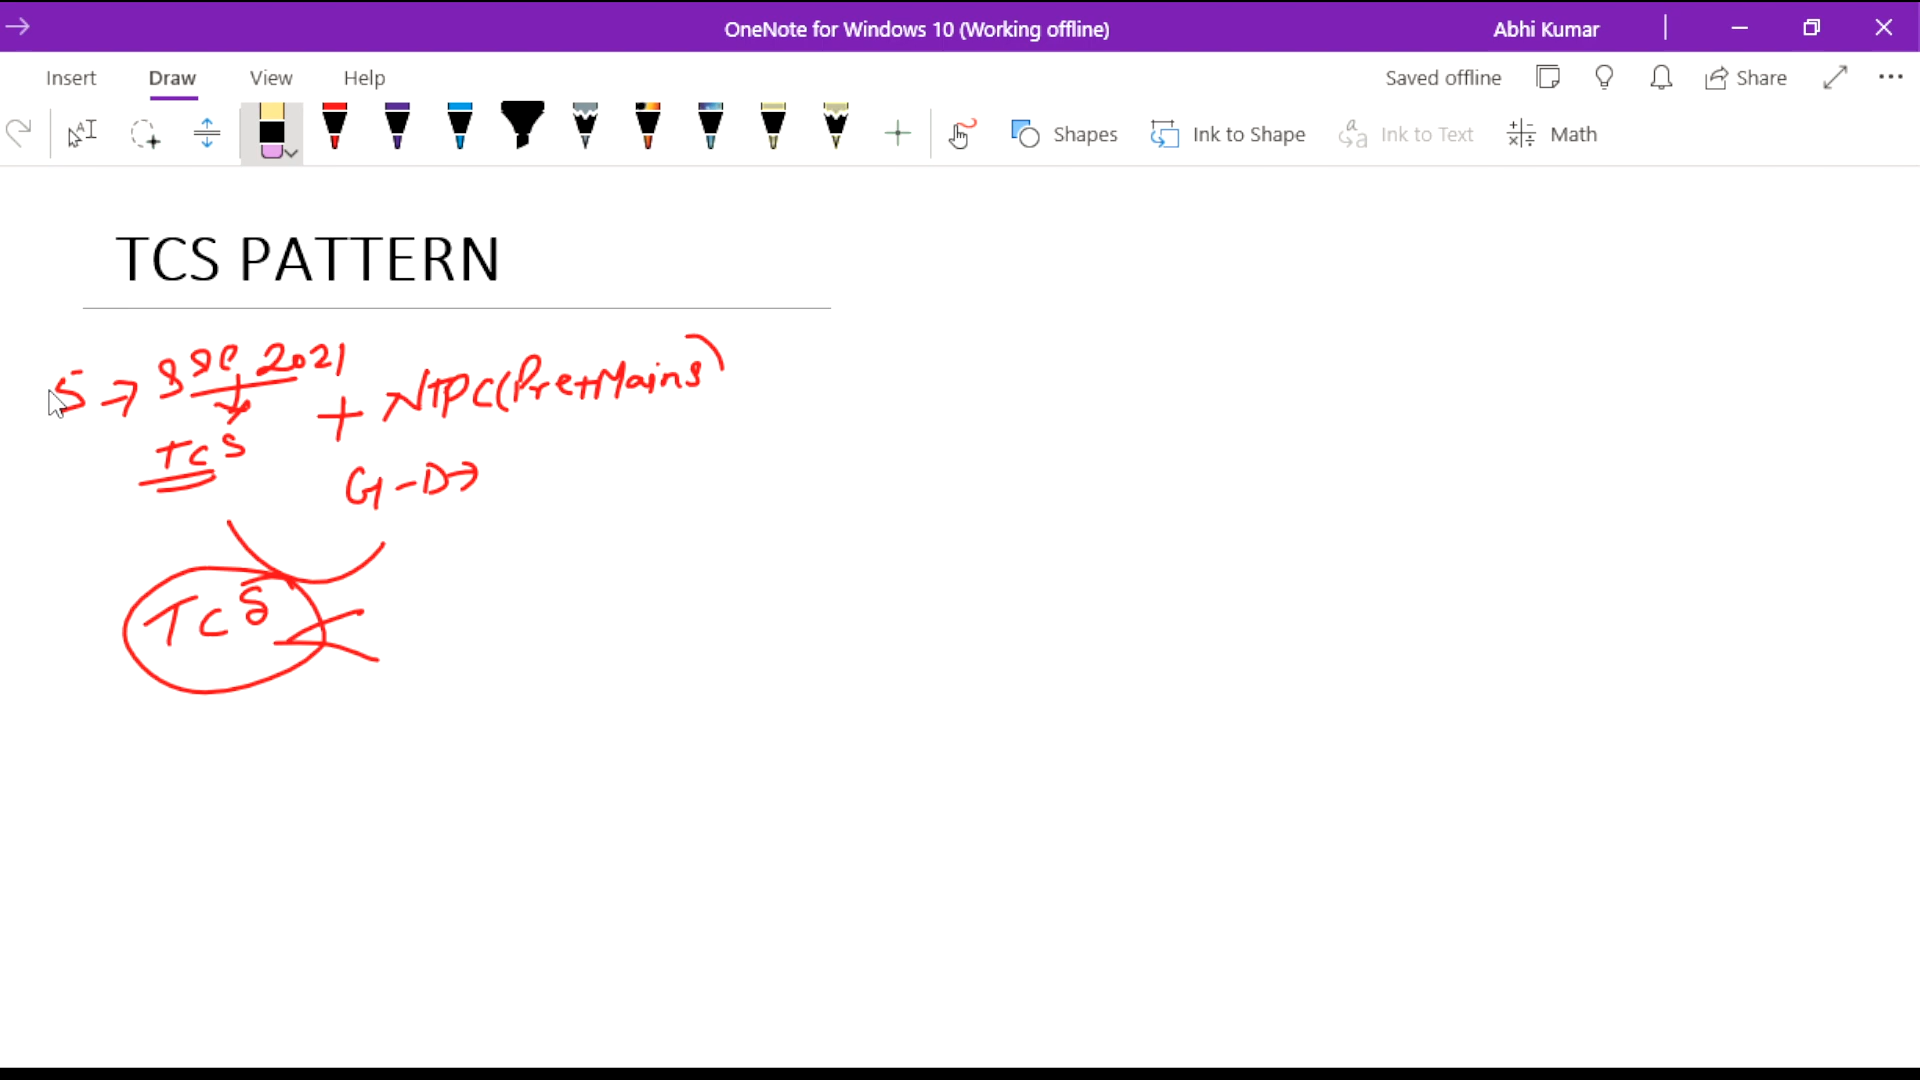 OneNote for Windows 10 (Working offline)
Abhi Kumar
Insert Draw View Help
Saved offline Share
Shapes Ink to Shape Ink to Text Math
TCS PATTERN
5 → SSC 2021 + NTPC (Pre+Mains)
TCS
G-D →
TCS